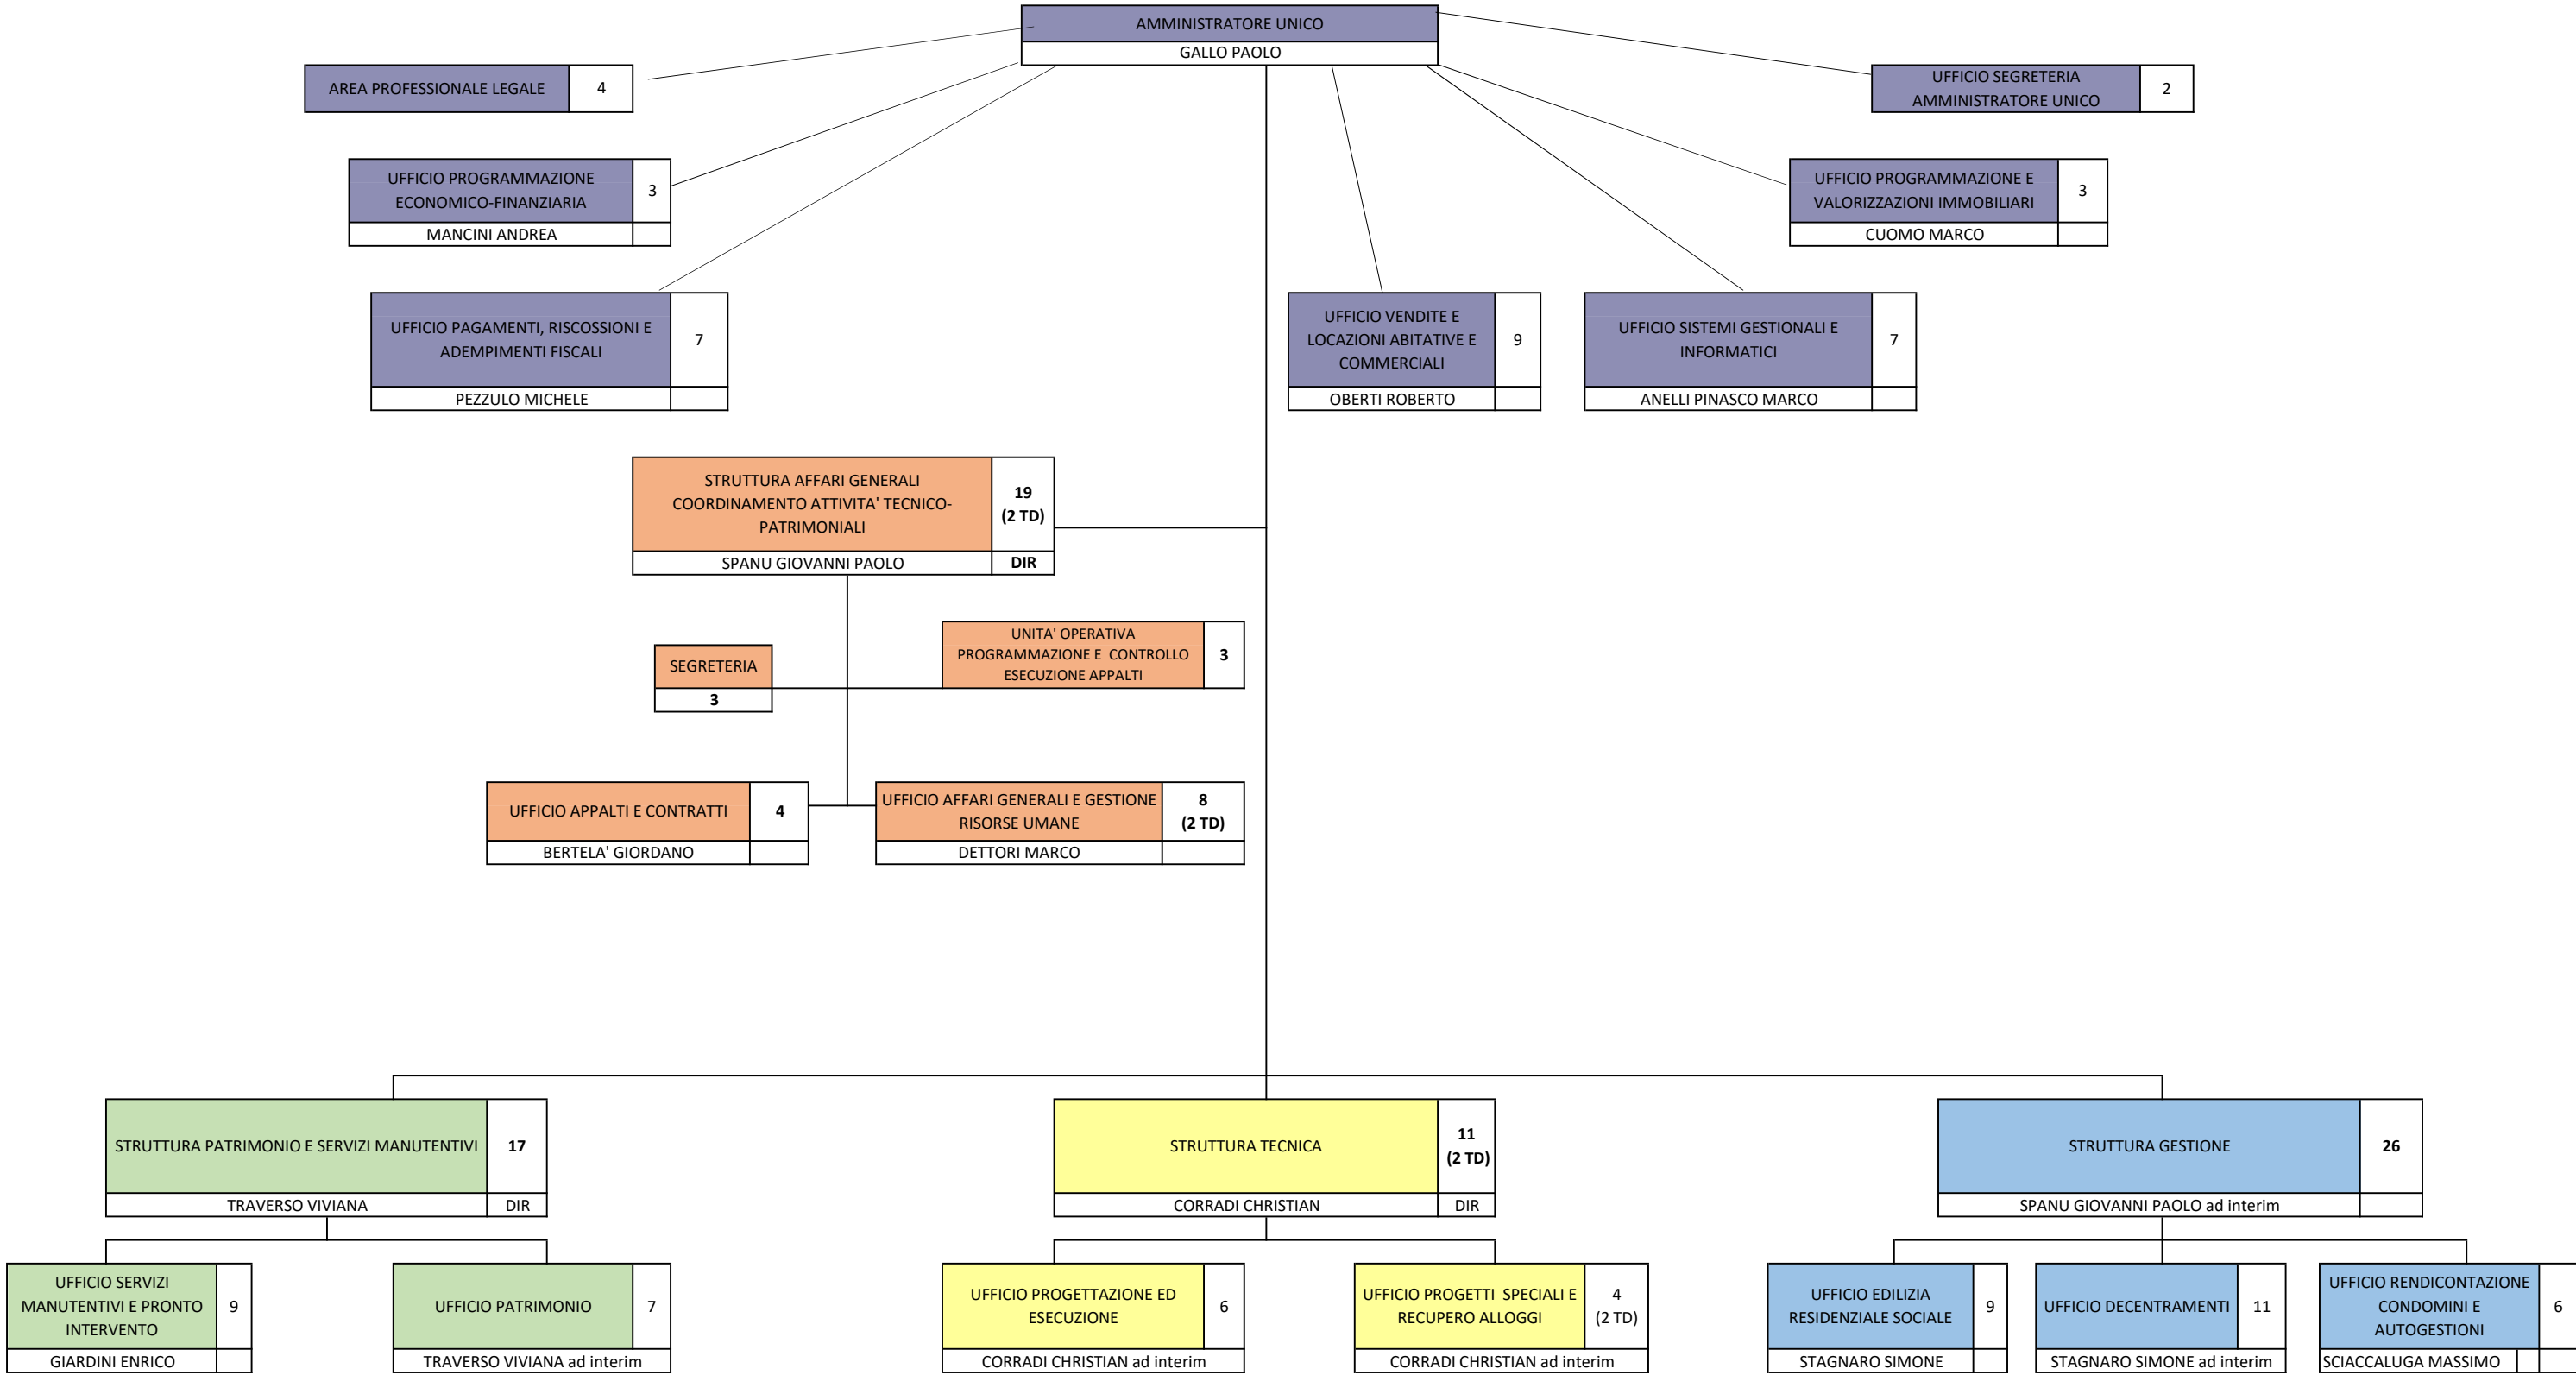 AMMINISTRATORE UNICO
GALLO PAOLO
AREA PROFESSIONALE LEGALE
4
UFFICIO SEGRETERIA
AMMINISTRATORE UNICO
2
UFFICIO PROGRAMMAZIONE
ECONOMICO-FINANZIARIA
3
MANCINI ANDREA
UFFICIO PROGRAMMAZIONE E
VALORIZZAZIONI IMMOBILIARI
3
CUOMO MARCO
UFFICIO PAGAMENTI, RISCOSSIONI E
ADEMPIMENTI FISCALI
7
PEZZULO MICHELE
UFFICIO VENDITE E
LOCAZIONI ABITATIVE E
COMMERCIALI
9
OBERTI ROBERTO
UFFICIO SISTEMI GESTIONALI E
INFORMATICI
7
ANELLI PINASCO MARCO
STRUTTURA AFFARI GENERALI
COORDINAMENTO ATTIVITA' TECNICO-
PATRIMONIALI
19
(2 TD)
SPANU GIOVANNI PAOLO
DIR
SEGRETERIA
3
UNITA' OPERATIVA
PROGRAMMAZIONE E CONTROLLO
ESECUZIONE APPALTI
3
UFFICIO APPALTI E CONTRATTI
4
BERTELA' GIORDANO
UFFICIO AFFARI GENERALI E GESTIONE
RISORSE UMANE
8
(2 TD)
DETTORI MARCO
STRUTTURA PATRIMONIO E SERVIZI MANUTENTIVI
17
TRAVERSO VIVIANA
DIR
STRUTTURA TECNICA
11
(2 TD)
CORRADI CHRISTIAN
DIR
STRUTTURA GESTIONE
26
SPANU GIOVANNI PAOLO ad interim
UFFICIO SERVIZI
MANUTENTIVI E PRONTO
INTERVENTO
9
GIARDINI ENRICO
UFFICIO PATRIMONIO
7
TRAVERSO VIVIANA ad interim
UFFICIO PROGETTAZIONE ED
ESECUZIONE
6
CORRADI CHRISTIAN ad interim
UFFICIO PROGETTI SPECIALI E
RECUPERO ALLOGGI
4
(2 TD)
CORRADI CHRISTIAN ad interim
UFFICIO EDILIZIA
RESIDENZIALE SOCIALE
9
STAGNARO SIMONE
UFFICIO DECENTRAMENTI
11
STAGNARO SIMONE ad interim
UFFICIO RENDICONTAZIONE
CONDOMINI E
AUTOGESTIONI
6
SCIACCALUGA MASSIMO